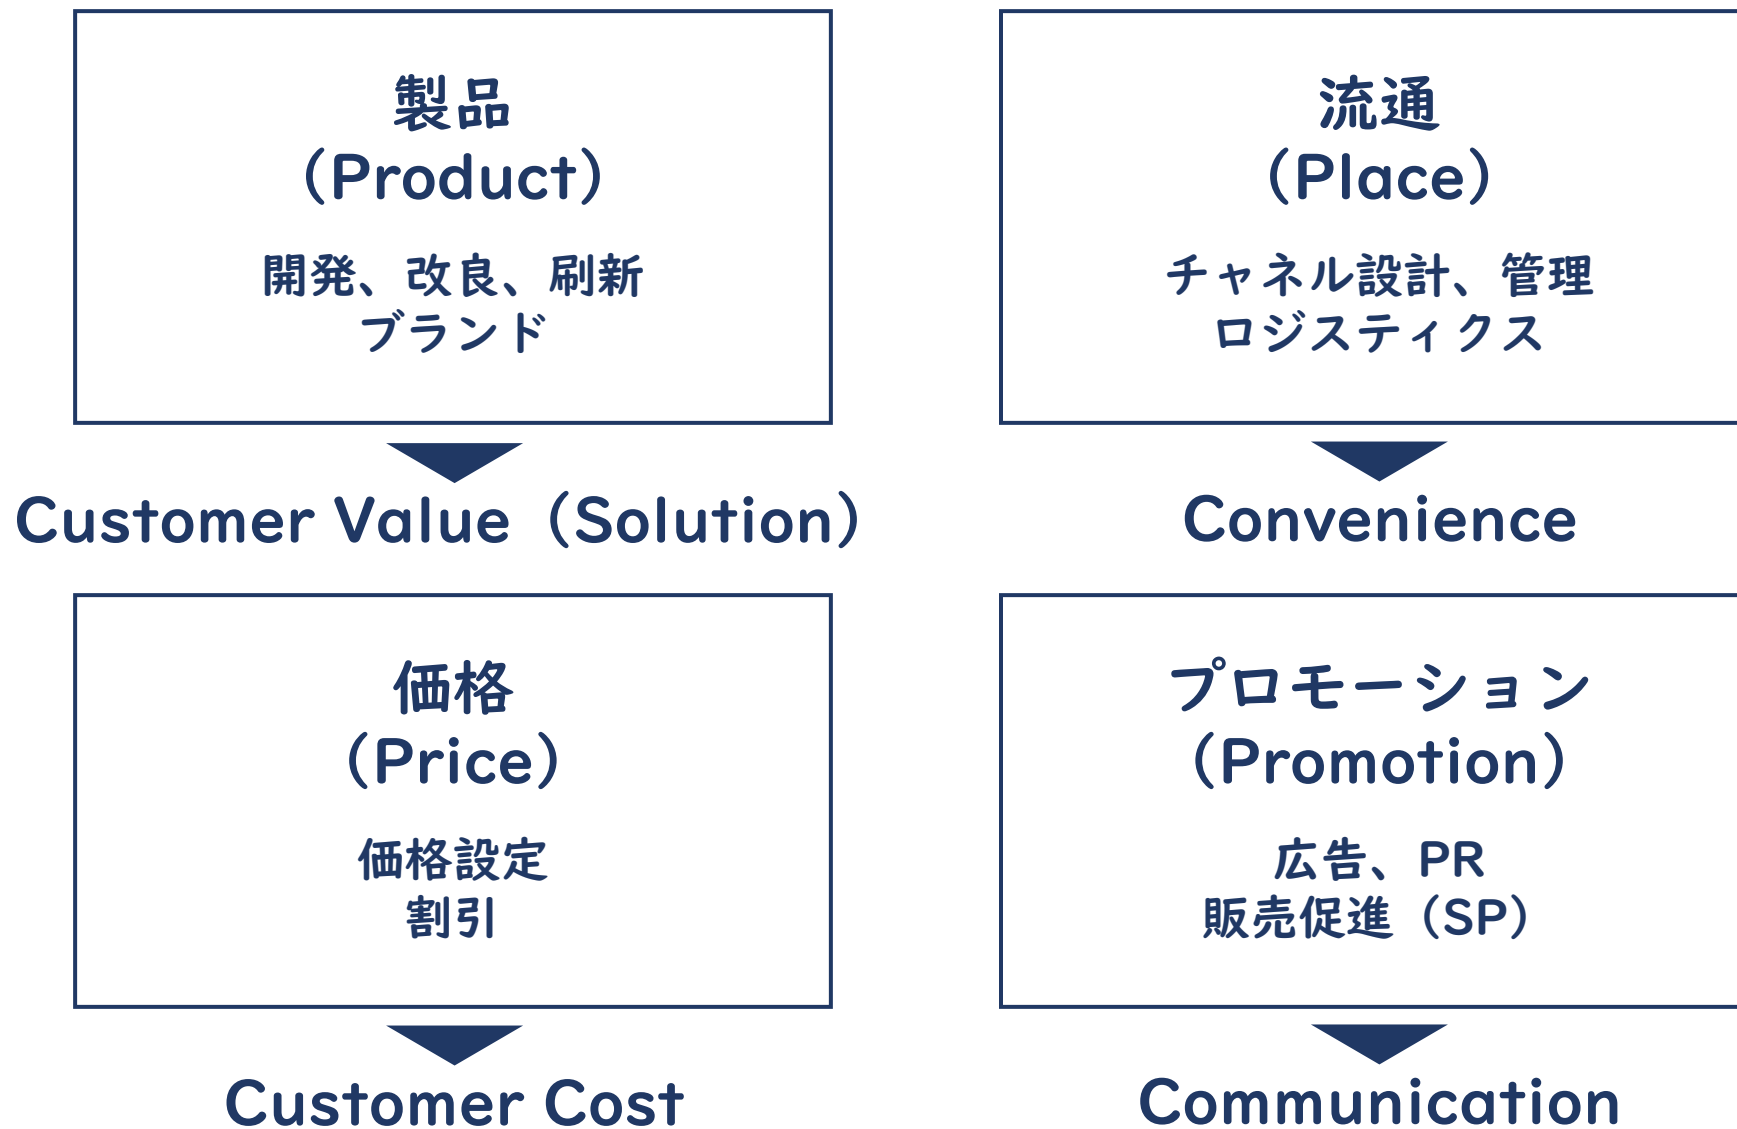 製品
（Product）
開発、改良、刷新
ブランド
Customer Value（Solution）
流通
（Place）
チャネル設計、管理
ロジスティクス
Convenience
価格
（Price）
価格設定
割引
Customer Cost
プロモーション
（Promotion）
広告、PR
販売促進（SP）
Communication